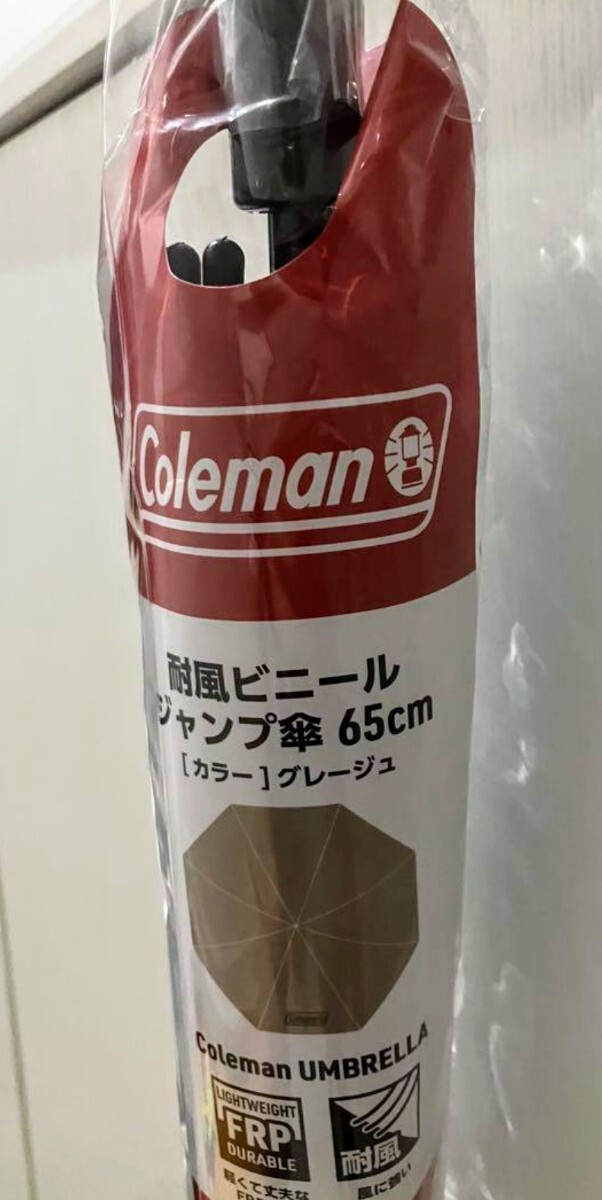 Coleman
耐風ビニール
ジャンプ傘 65cm
[カラー]グレージュ
Coleman UMBRELLA
LIGHTWEIGHT
FRP
DURABLE
耐風
軽くて丈夫な
風に強い
FRP